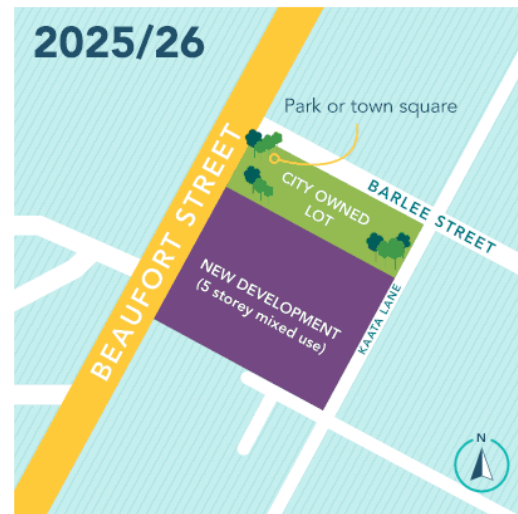 2025/26
Park or town square
BEAUFORT STREET
CITY OWNED
LOT
BARLEE STREET
NEW DEVELOPMENT
(5 storey mixed use)
KAATA LANE
N